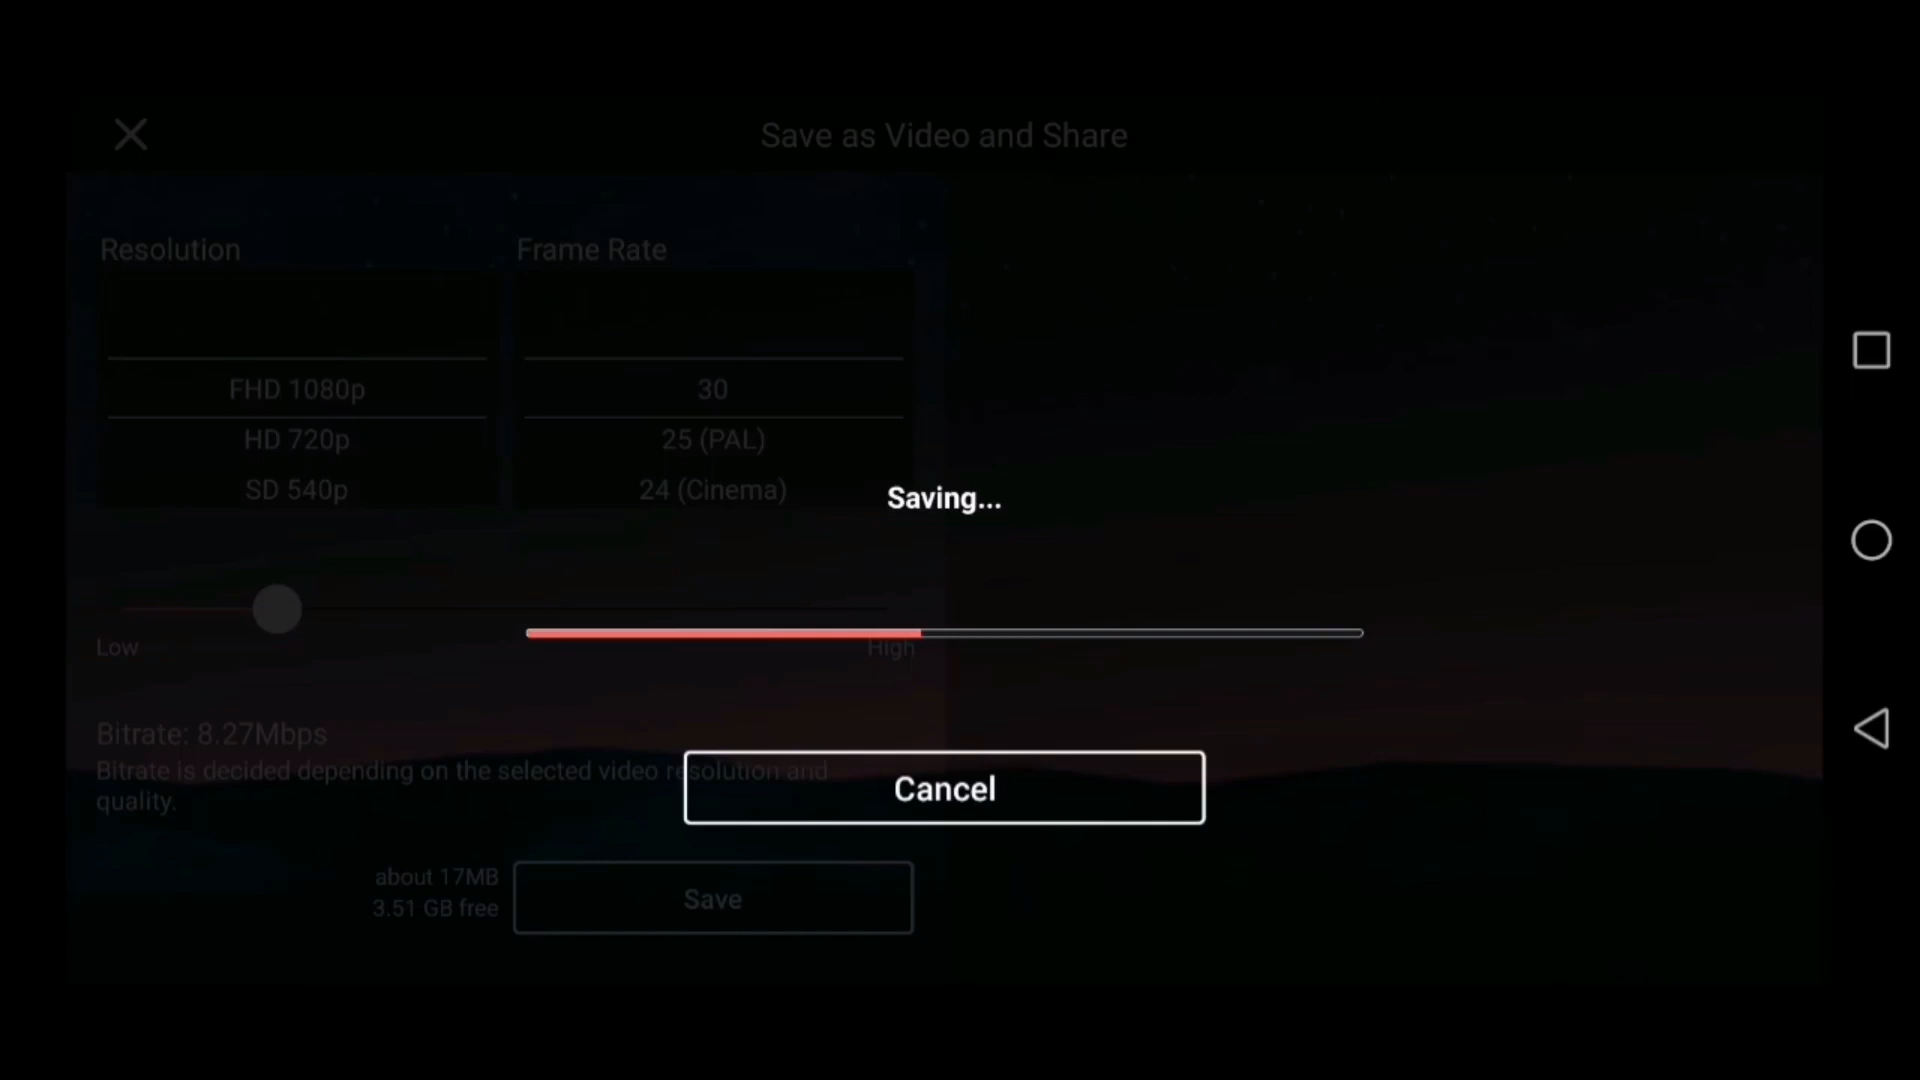 Save as Video and Share
Resolution
Frame Rate
FHD 1080p
30
HD 720p
25 (PAL)
SD 540p
24 (Cinema)
Saving...
Low
High
Bitrate: 8.27Mbps
Bitrate is decided depending on the selected video resolution and
quality.
Cancel
about 17MB
3.51 GB free
Save